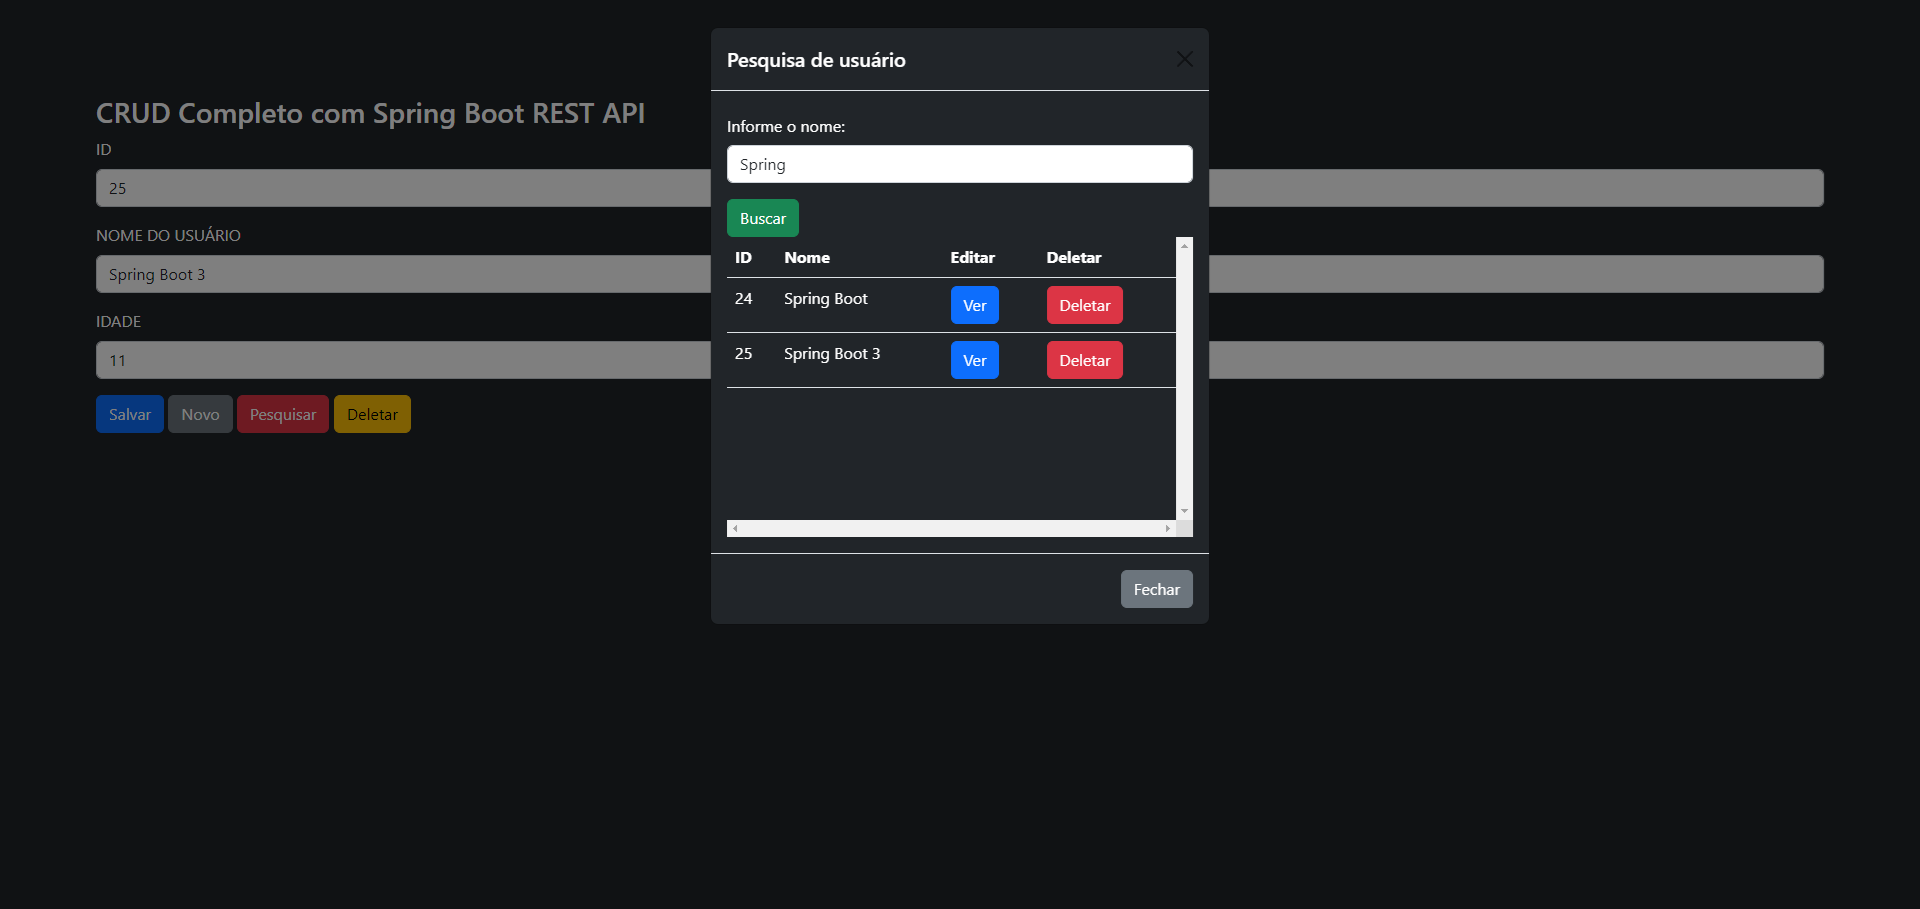 CRUD Completo com Spring Boot REST API
ID
25
NOME DO USUÁRIO
Spring Boot 3
IDADE
11
Salvar Novo Pesquisar Deletar
Pesquisa de usuário
Informe o nome:
Spring
Buscar
ID Nome Editar Deletar
24 Spring Boot Ver Deletar
25 Spring Boot 3 Ver Deletar
Fechar